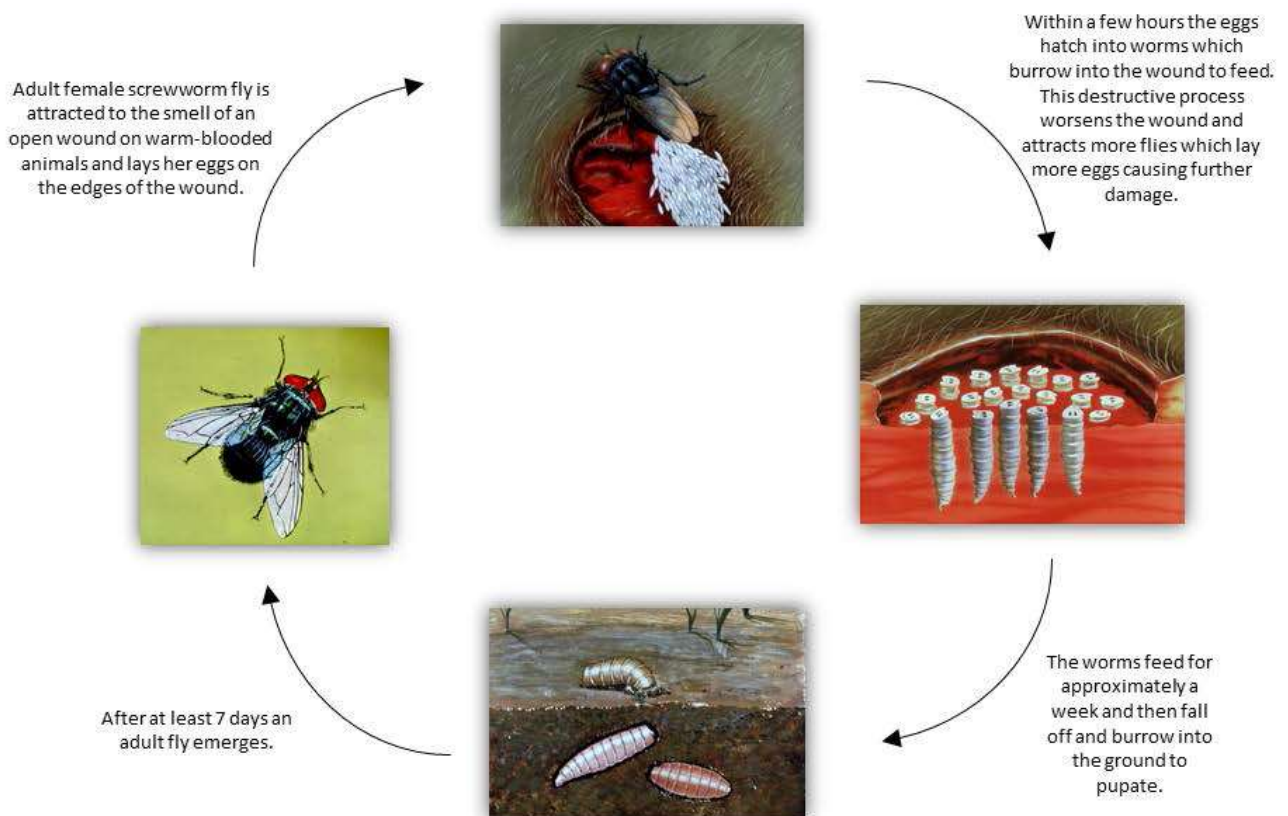 Adult female screwworm fly is
attracted to the smell of an
open wound on warm-blooded
animals and lays her eggs on
the edges of the wound.
Within a few hours the eggs
hatch into worms which
burrow into the wound to feed.
This destructive process
worsens the wound and
attracts more flies which lay
more eggs causing further
damage.
The worms feed for
approximately a
week and then fall
off and burrow into
the ground to
pupate.
After at least 7 days an
adult fly emerges.